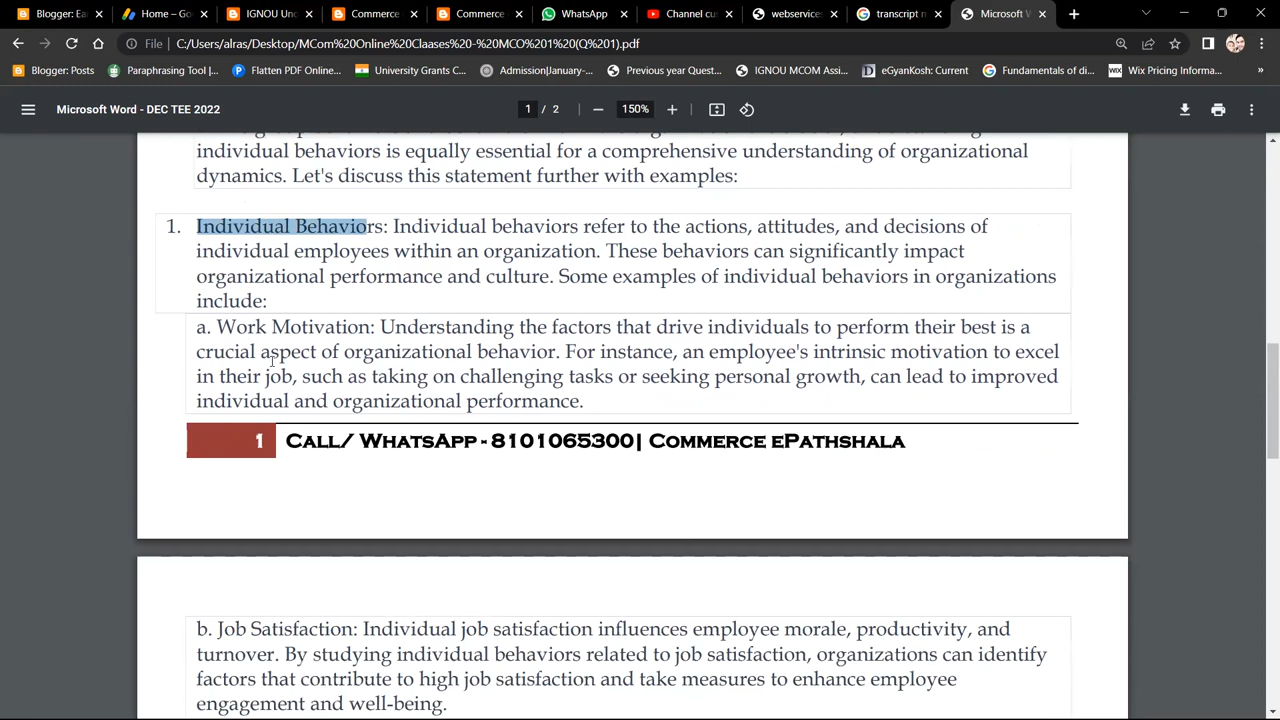 Blogger: Ea
Home – Go
IGNOU Unc
Commerce
Commerce
WhatsApp
Channel cu
webservice
transcript n
Microsoft W
File
C:/Users/alras/Desktop/MCom%20Online%20Claases%20-%20MCO%201%20(Q%201).pdf
Blogger: Posts
Paraphrasing Tool |...
Flatten PDF Online...
University Grants C...
Admission|January-...
Previous year Quest...
IGNOU MCOM Assi...
eGyanKosh: Current
Fundamentals of di...
Wix Pricing Informa...
Microsoft Word - DEC TEE 2022
1 / 2
150%
individual behaviors is equally essential for a comprehensive understanding of organizational
dynamics. Let's discuss this statement further with examples:
1. Individual Behaviors: Individual behaviors refer to the actions, attitudes, and decisions of
individual employees within an organization. These behaviors can significantly impact
organizational performance and culture. Some examples of individual behaviors in organizations
include:
a. Work Motivation: Understanding the factors that drive individuals to perform their best is a
crucial aspect of organizational behavior. For instance, an employee's intrinsic motivation to excel
in their job, such as taking on challenging tasks or seeking personal growth, can lead to improved
individual and organizational performance.
1 CALL/ WHATSAPP - 8101065300| COMMERCE EPATHSHALA
b. Job Satisfaction: Individual job satisfaction influences employee morale, productivity, and
turnover. By studying individual behaviors related to job satisfaction, organizations can identify
factors that contribute to high job satisfaction and take measures to enhance employee
engagement and well-being.